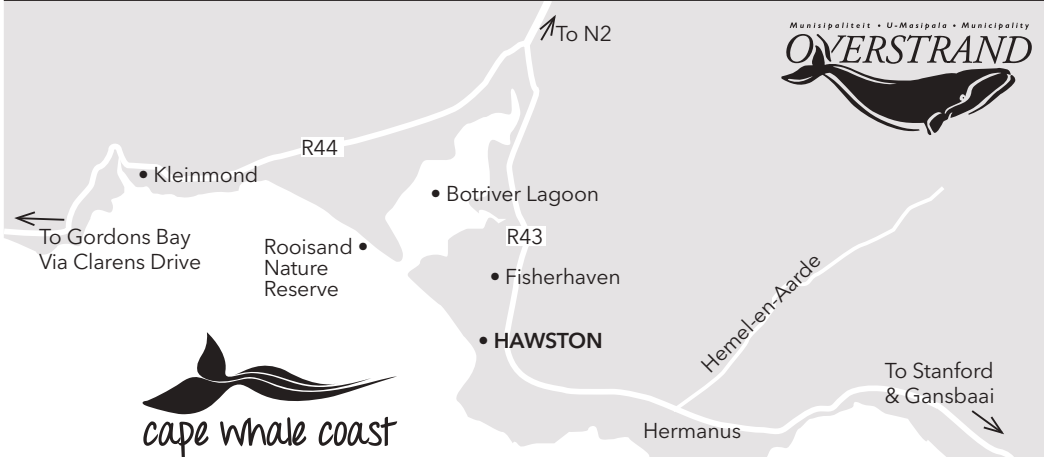 To N2
Munisipaliteit • U-Masipala • Municipality
OVERSTRAND
R44
• Kleinmond
• Botriver Lagoon
To Gordons Bay
Via Clarens Drive
R43
Rooisand •
Nature
Reserve
• Fisherhaven
• HAWSTON
Hemel-en-Aarde
To Stanford
& Gansbaai
Hermanus
cape whale coast